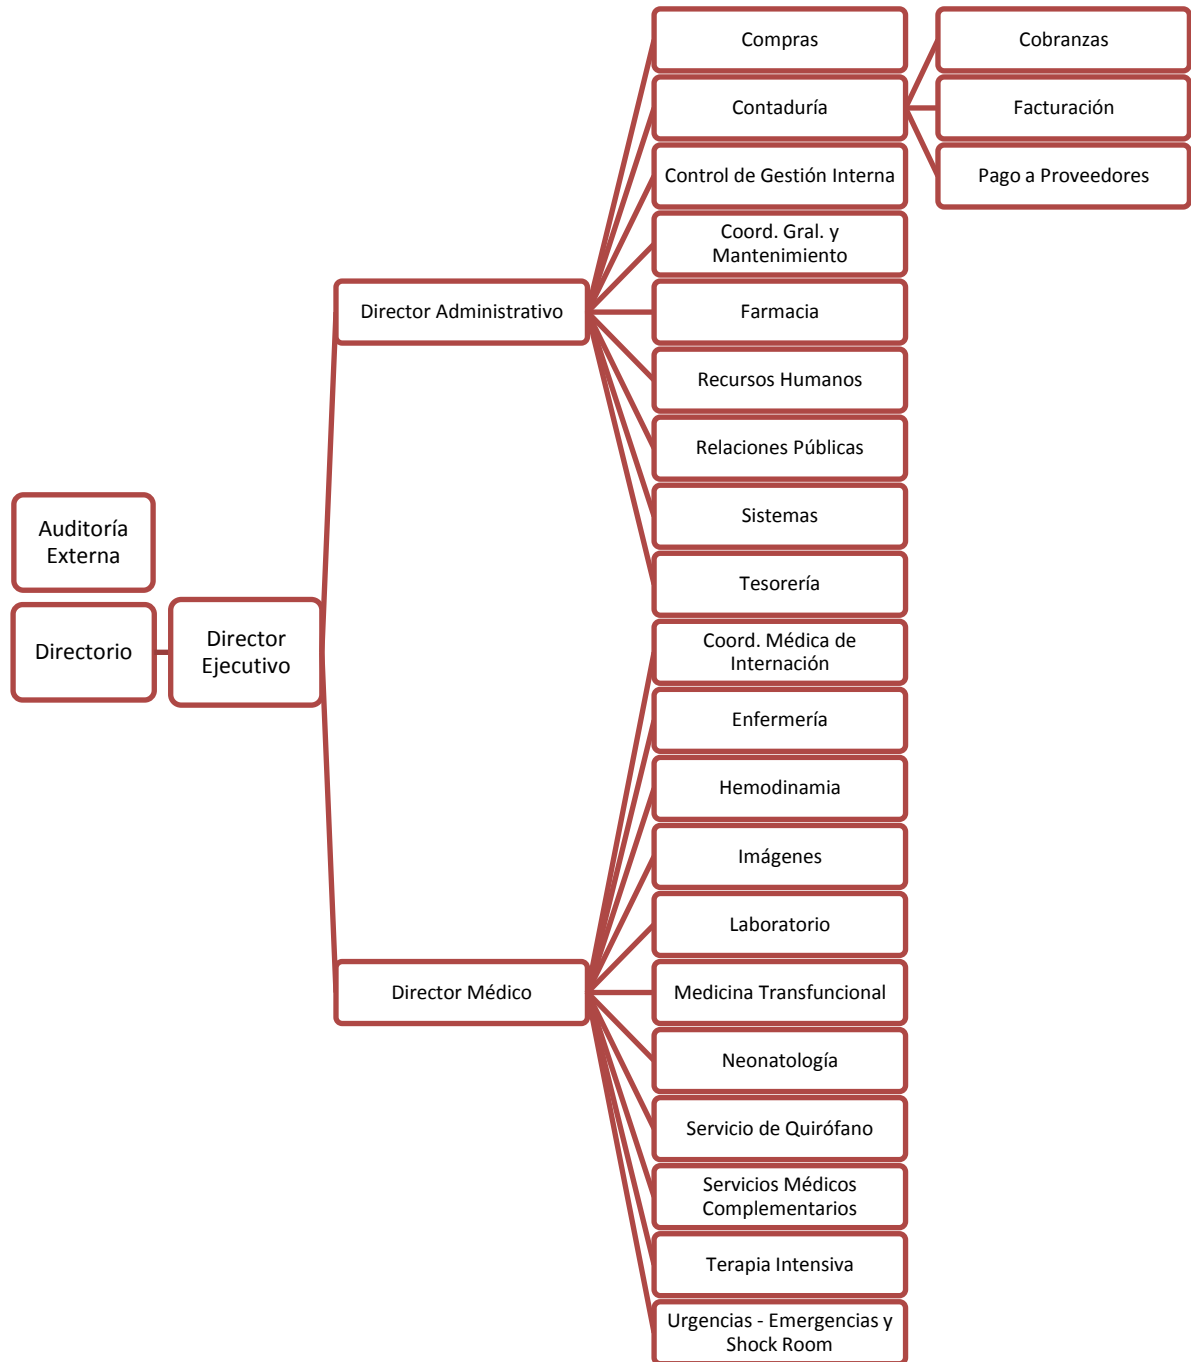 Compras
Cobranzas
Contaduría
Facturación
Control de Gestión Interna
Pago a Proveedores
Coord. Gral. y
Mantenimiento
Director Administrativo
Farmacia
Recursos Humanos
Relaciones Públicas
Sistemas
Auditoría
Externa
Tesorería
Directorio
Director
Ejecutivo
Coord. Médica de
Internación
Enfermería
Hemodinamia
Imágenes
Laboratorio
Director Médico
Medicina Transfuncional
Neonatología
Servicio de Quirófano
Servicios Médicos
Complementarios
Terapia Intensiva
Urgencias - Emergencias y
Shock Room